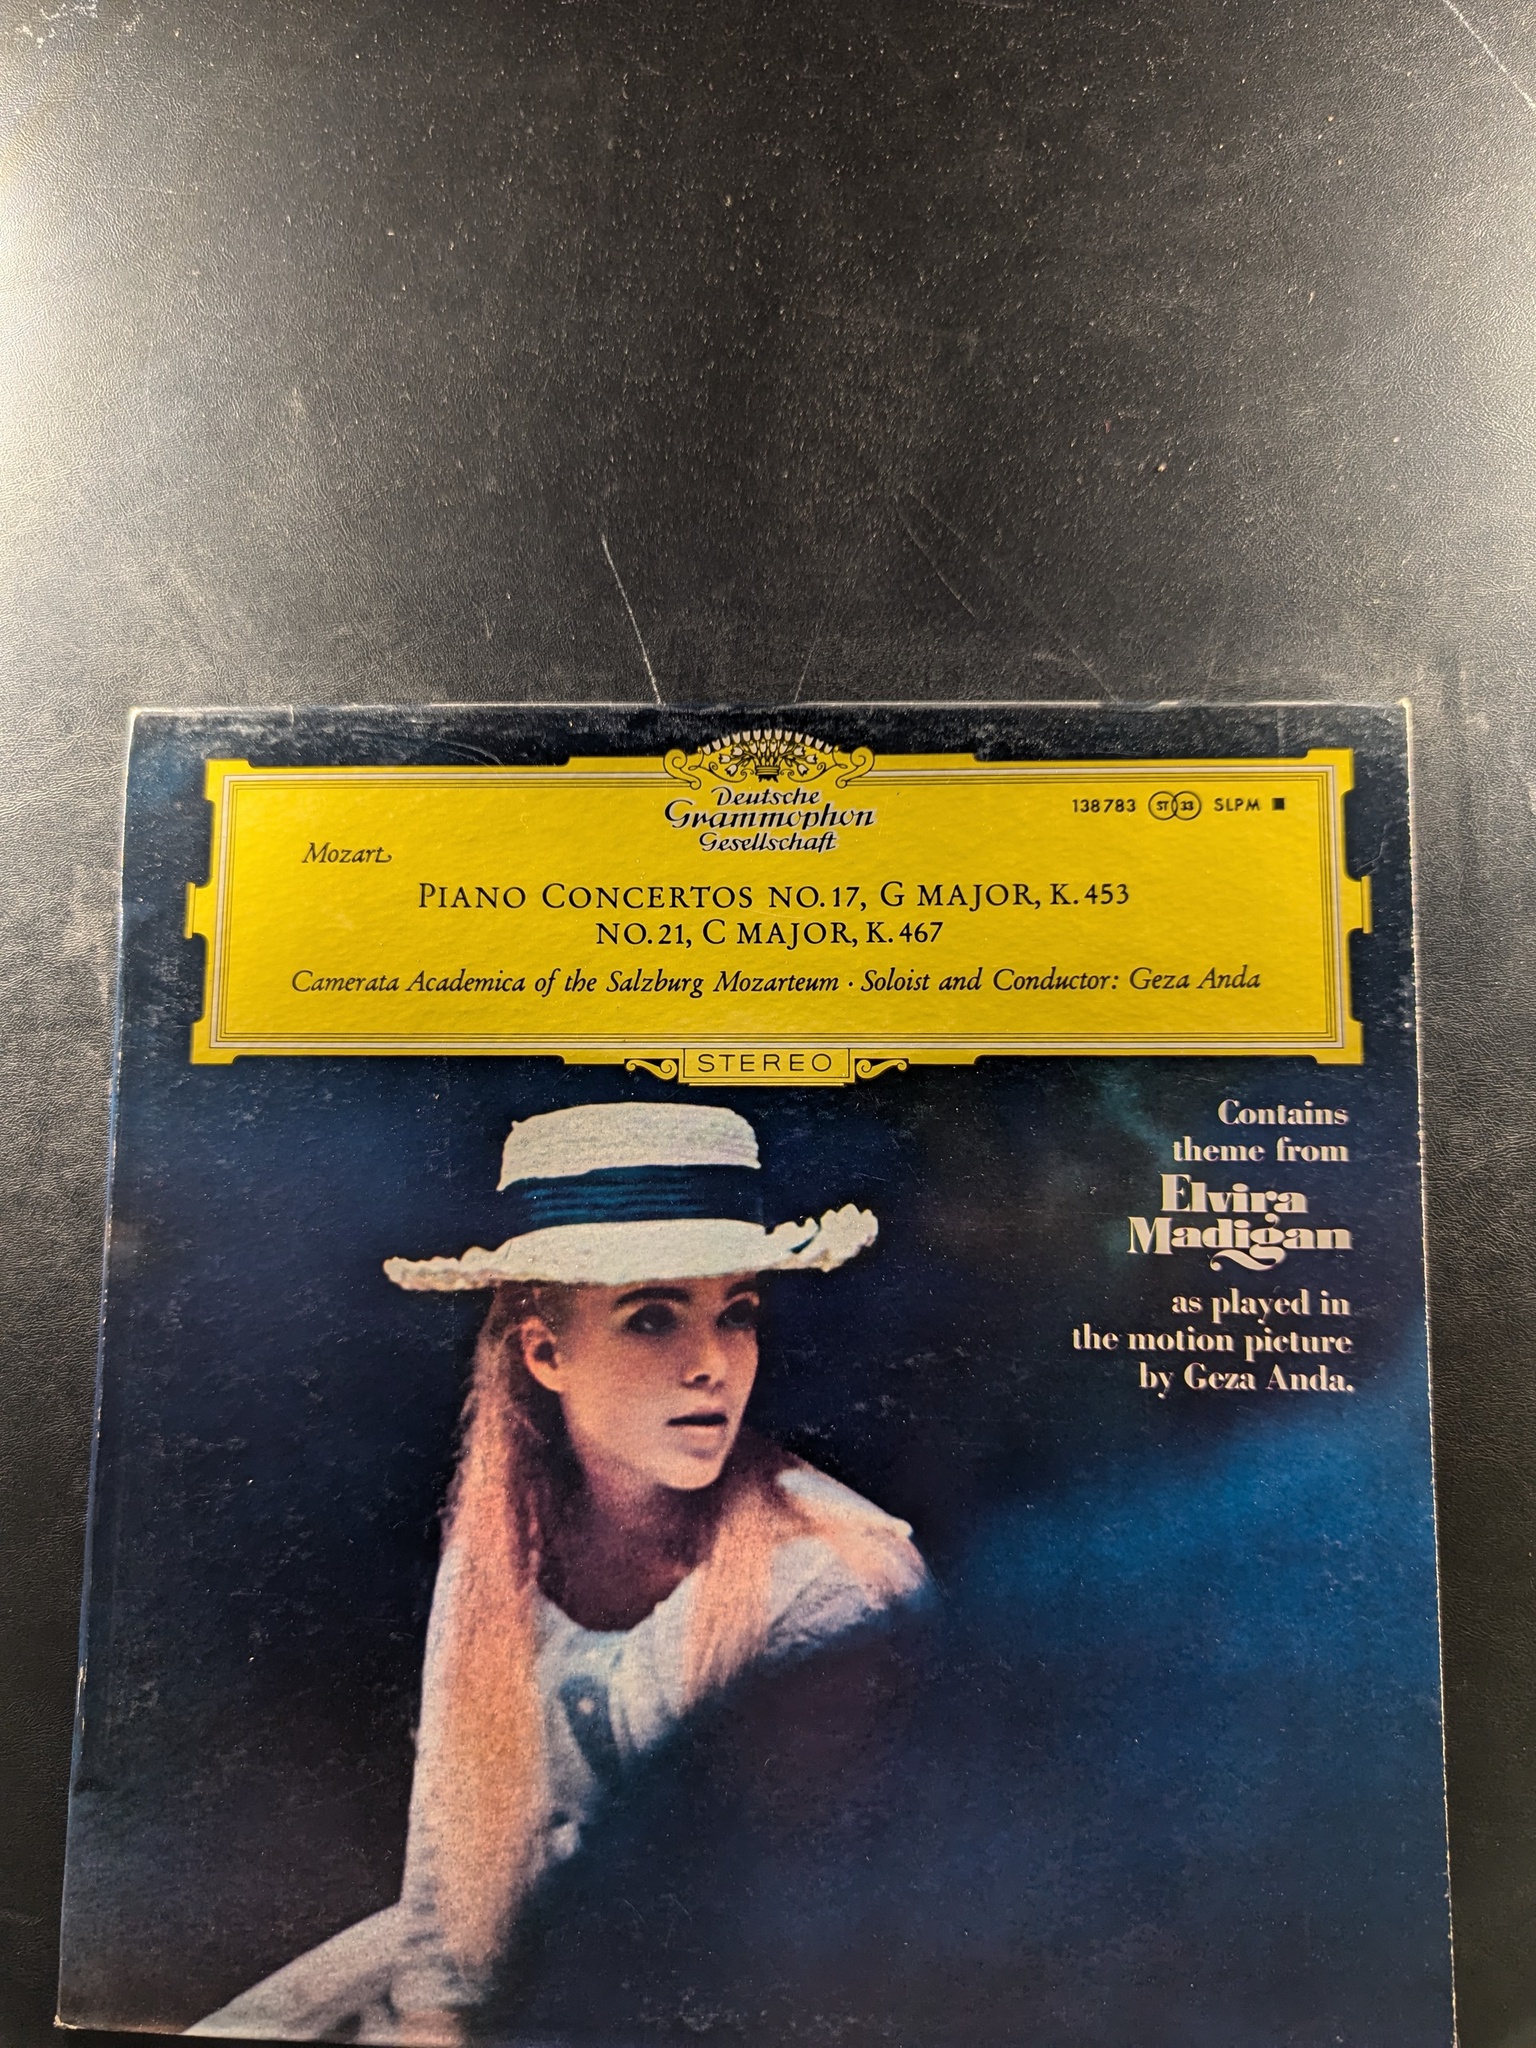 Deutsche
Grammophon
Gesellschaft
138783 ST 33 SLPM
Mozart
PIANO CONCERTOS NO. 17, G MAJOR, K. 453
NO. 21, C MAJOR, K. 467
Camerata Academica of the Salzburg Mozarteum · Soloist and Conductor: Geza Anda
STEREO
Contains
theme from
Elvira
Madigan
as played in
the motion picture
by Geza Anda.